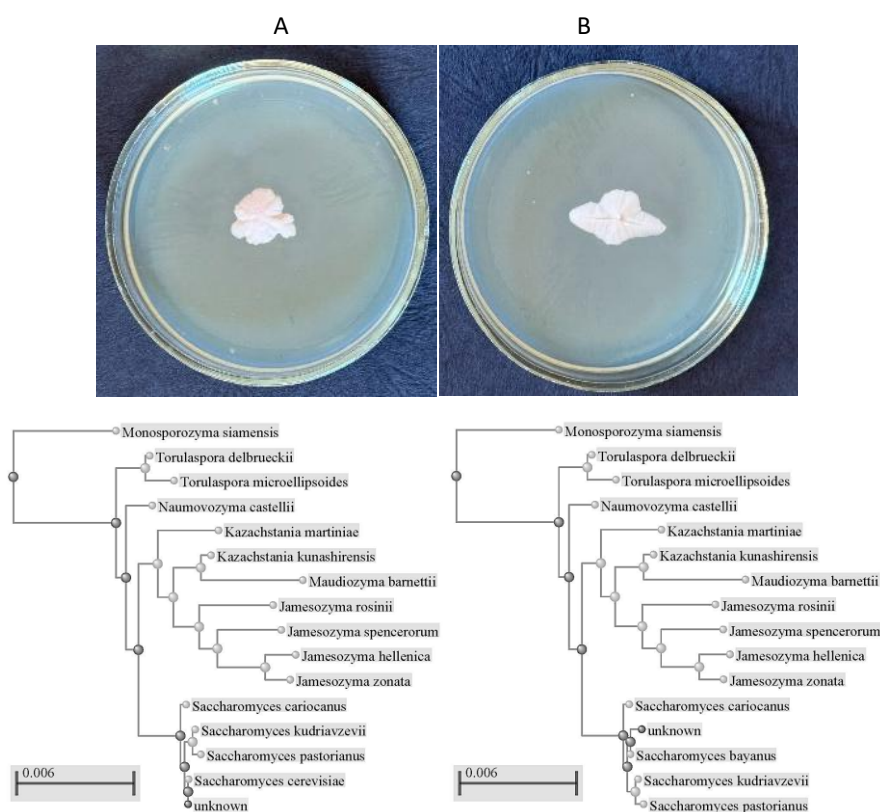 A
B
Monosporozyma siamensis
Torulaspora delbrueckii
Torulaspora microellipsoides
Naumovozyma castellii
Kazachstania martiniae
Kazachstania kunashirensis
Maudiozyma barnettii
Jamesozyma rosinii
Jamesozyma spencerorum
Jamesozyma hellenica
Jamesozyma zonata
Saccharomyces cariocanus
Saccharomyces kudriavzevii
Saccharomyces pastorianus
Saccharomyces cerevisiae
unknown
0.006
Monosporozyma siamensis
Torulaspora delbrueckii
Torulaspora microellipsoides
Naumovozyma castellii
Kazachstania martiniae
Kazachstania kunashirensis
Maudiozyma barnettii
Jamesozyma rosinii
Jamesozyma spencerorum
Jamesozyma hellenica
Jamesozyma zonata
Saccharomyces cariocanus
unknown
Saccharomyces bayanus
Saccharomyces kudriavzevii
Saccharomyces pastorianus
0.006